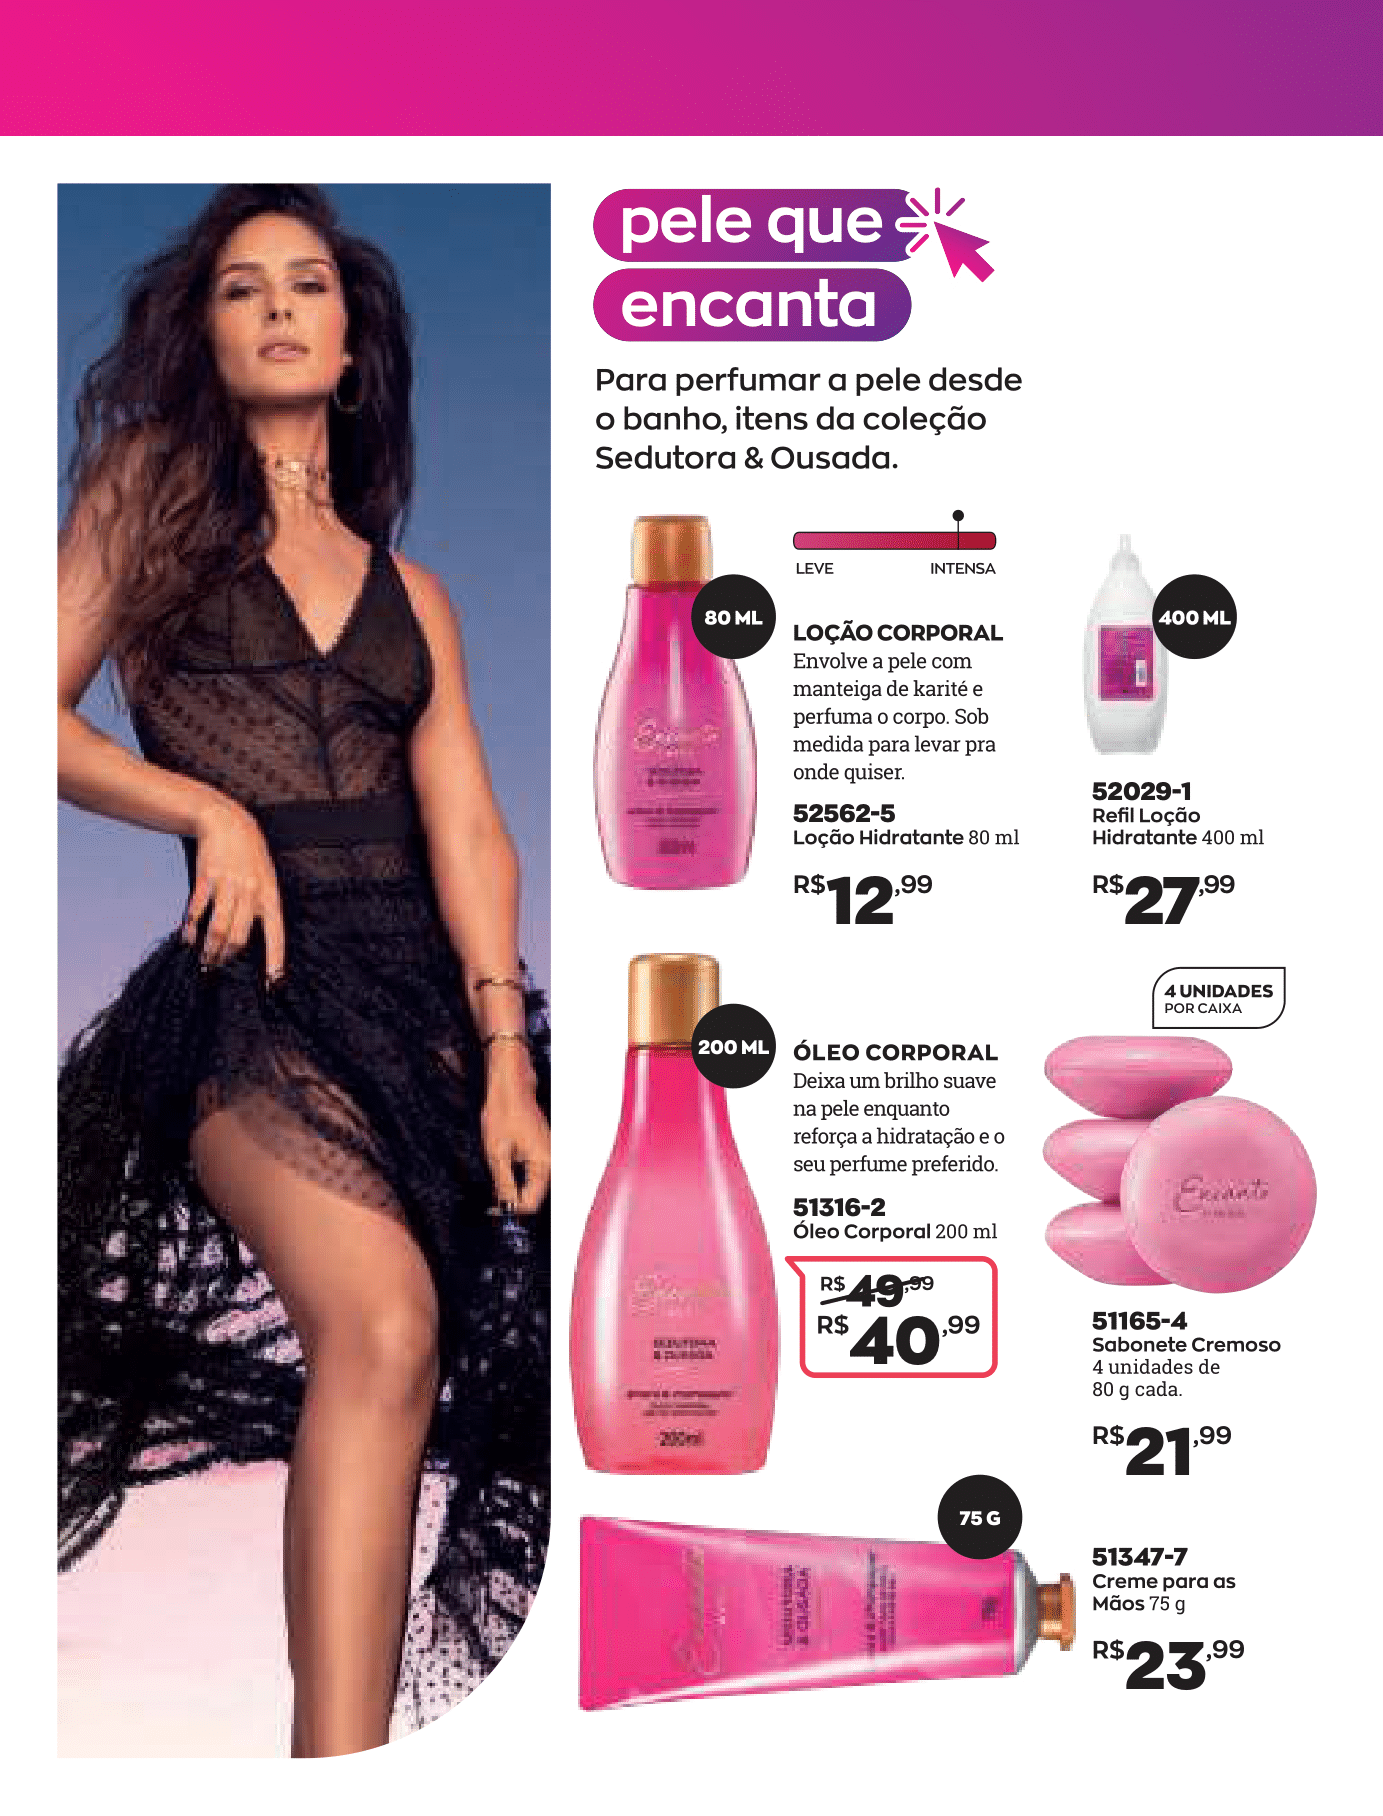 pele que
encanta
Para perfumar a pele desde
o banho, itens da coleção
Sedutora & Ousada.
LEVE INTENSA
80 ML
LOÇÃO CORPORAL
Envolve a pele com
manteiga de karité e
perfuma o corpo. Sob
medida para levar pra
onde quiser.
52562-5
Loção Hidratante 80 ml
R$12,99
400 ML
52029-1
Refil Loção
Hidratante 400 ml
R$27,99
200 ML
ÓLEO CORPORAL
Deixa um brilho suave
na pele enquanto
reforça a hidratação e o
seu perfume preferido.
51316-2
Óleo Corporal 200 ml
R$49,99
R$40,99
200ml
4 UNIDADES
POR CAIXA
Encanto
51165-4
Sabonete Cremoso
4 unidades de
80 g cada.
R$21,99
75 G
51347-7
Creme para as
Mãos 75 g
R$23,99